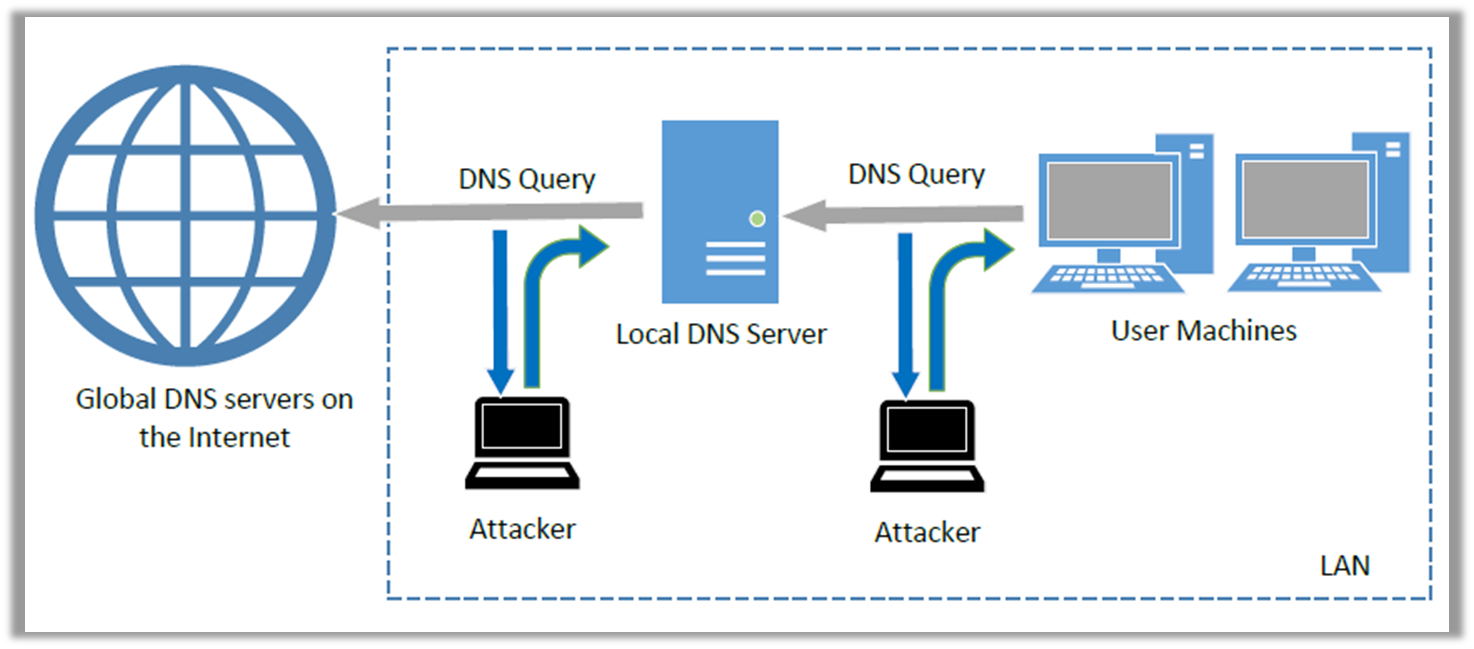 DNS Query
DNS Query
Local DNS Server
User Machines
Global DNS servers on
the Internet
Attacker
Attacker
LAN